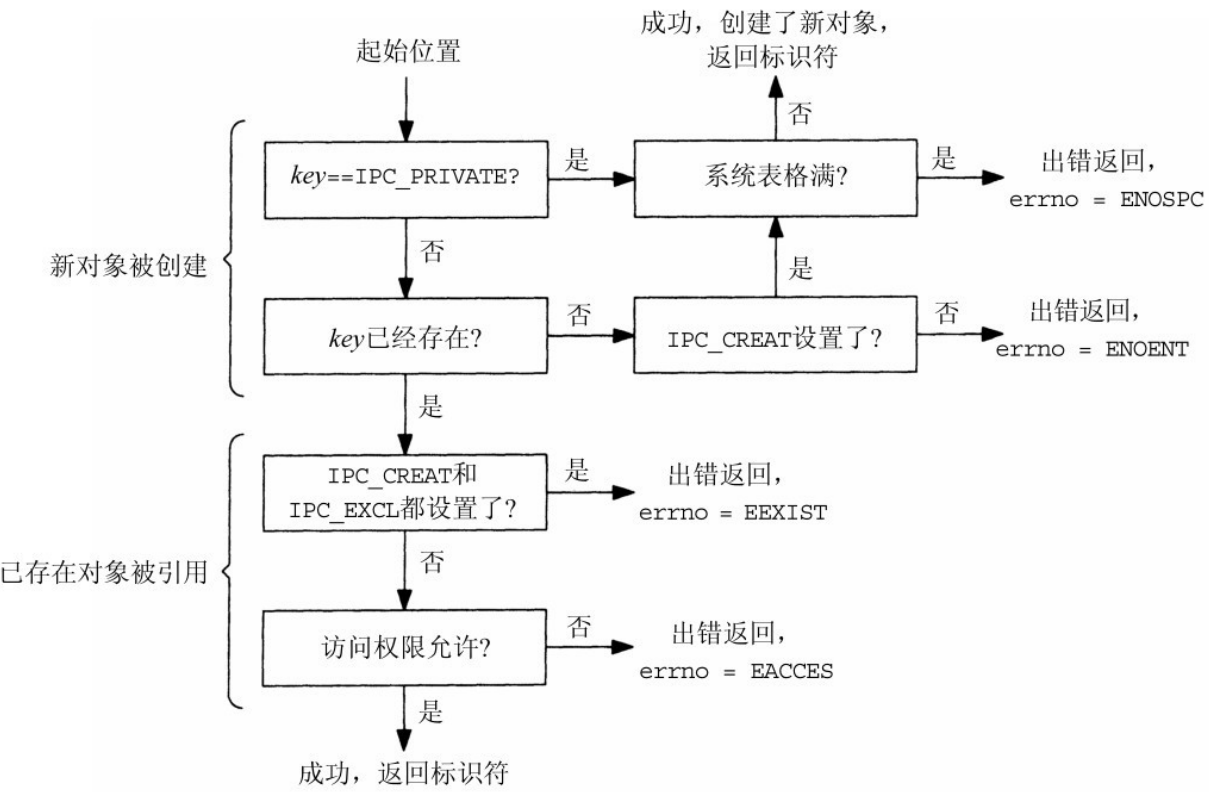 成功，创建了新对象，
返回标识符
起始位置
否
key==IPC_PRIVATE?
是
系统表格满?
是
出错返回，
errno = ENOSPC
新对象被创建
否
是
key已经存在?
否
IPC_CREAT设置了?
否
出错返回，
errno = ENOENT
是
IPC_CREAT和
IPC_EXCL都设置了?
是
出错返回，
errno = EEXIST
已存在对象被引用
否
访问权限允许?
否
出错返回，
errno = EACCES
是
成功，返回标识符